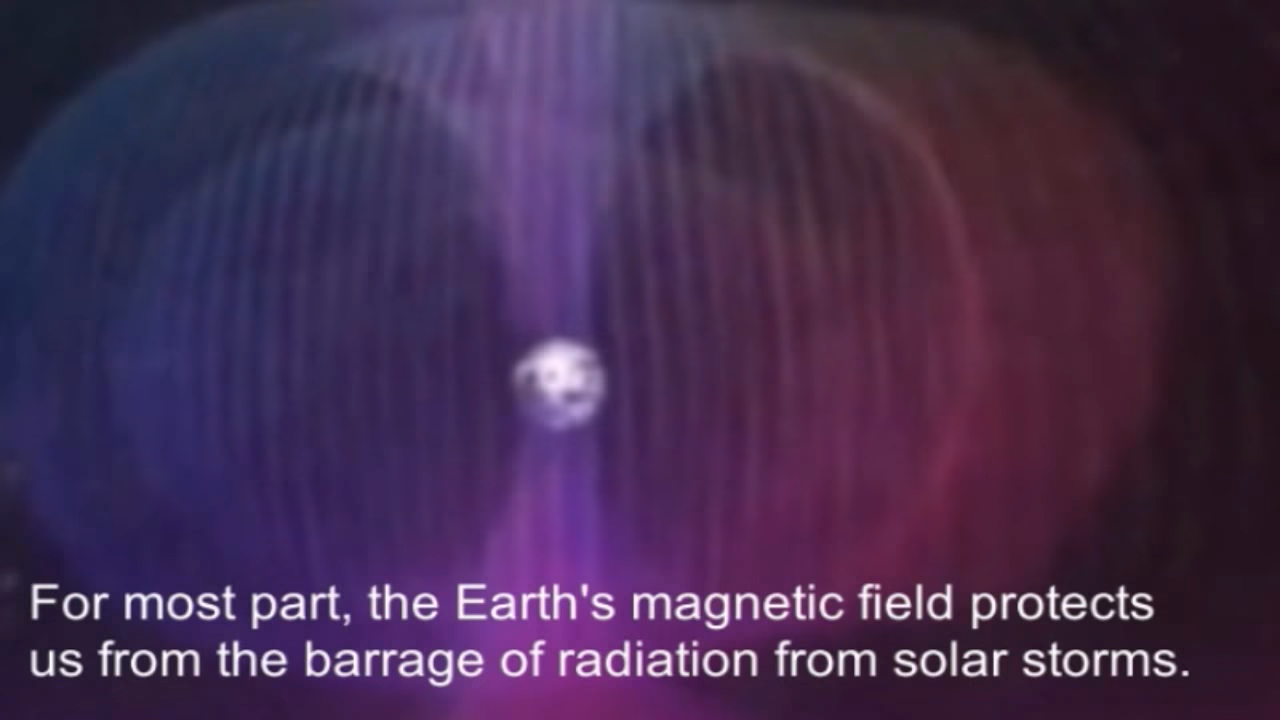 For most part, the Earth's magnetic field protects
us from the barrage of radiation from solar storms.